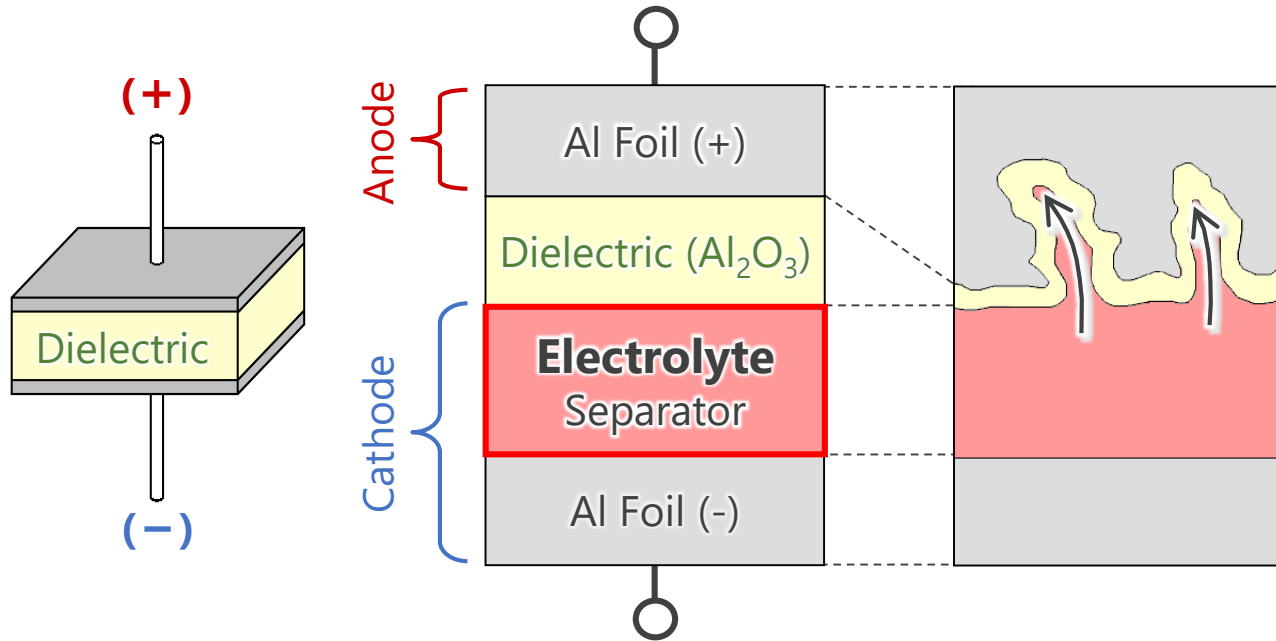 (+)
Dielectric
(−)
Anode
Cathode
Al Foil (+)
Dielectric (Al₂O₃)
Electrolyte
Separator
Al Foil (-)